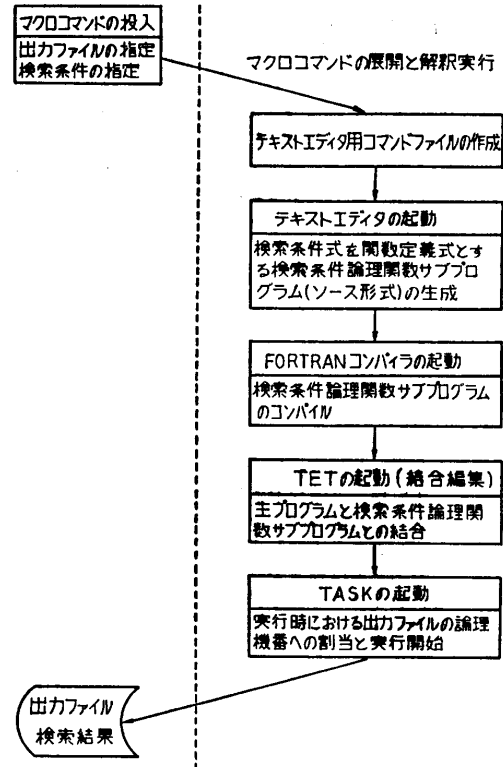 マクロコマンドの投入
出力ファイルの指定
検索条件の指定
マクロコマンドの展開と解釈実行
テキストエディタ用コマンドファイルの作成
テキストエディタの起動
検索条件式を関数定義式とす
る検索条件論理関数サブプロ
グラム(ソース形式)の生成
FORTRANコンパイラの起動
検索条件論理関数サブプログラム
のコンパイル
TETの起動(結合編集)
主プログラムと検索条件論理関
数サブプログラムとの結合
TASKの起動
実行時における出力ファイルの論理
機番への割当と実行開始
出力ファイル
検索結果